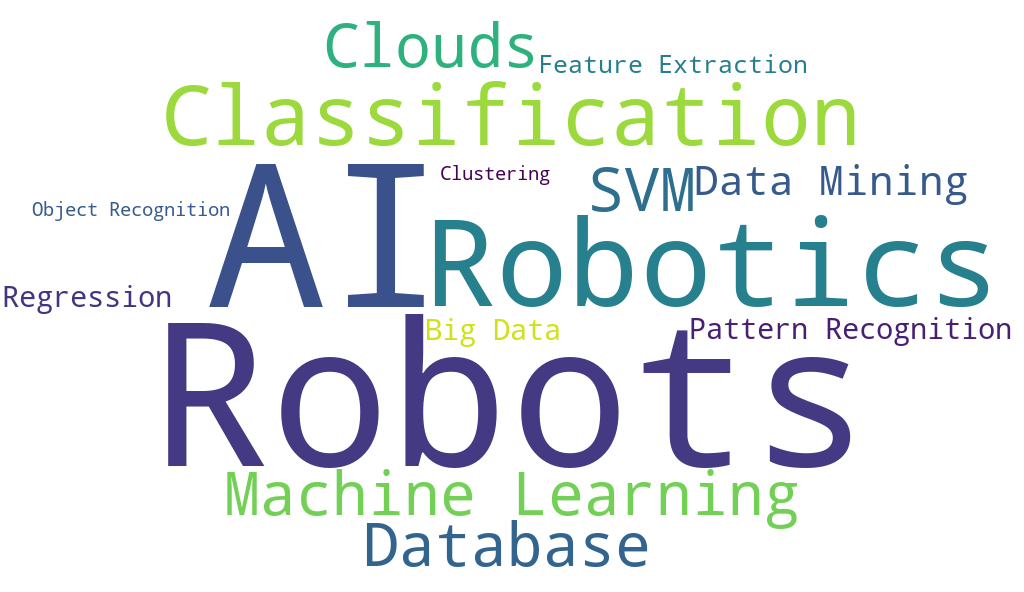 Clouds
Feature Extraction
Classification
AI
Clustering
SVM
Data Mining
Object Recognition
Robotics
Regression
Big Data
Pattern Recognition
Robots
Machine Learning
Database